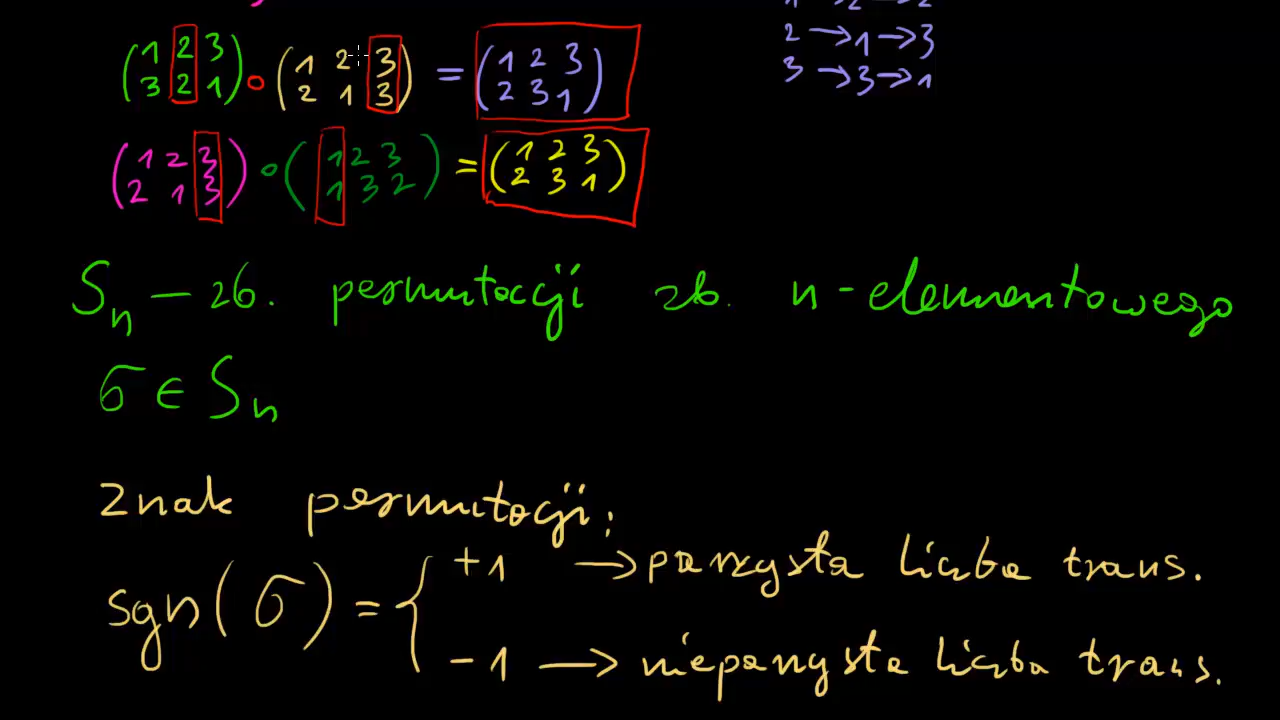 1 → 2 → 2
2 → 1 → 3
3 → 3 → 1
(1 2 3 / 3 2 1) ∘ (1 2 3 / 2 1 3) = (1 2 3 / 2 3 1)
(1 2 3 / 2 1 3) ∘ (1 2 3 / 1 3 2) = (1 2 3 / 2 3 1)
Sn – zb. permutacji zb. n-elementowego
σ ∈ Sn
Znak permutacji:
sgn(σ) = { +1 → parzysta liczba trans.
−1 → nieparzysta liczba trans.